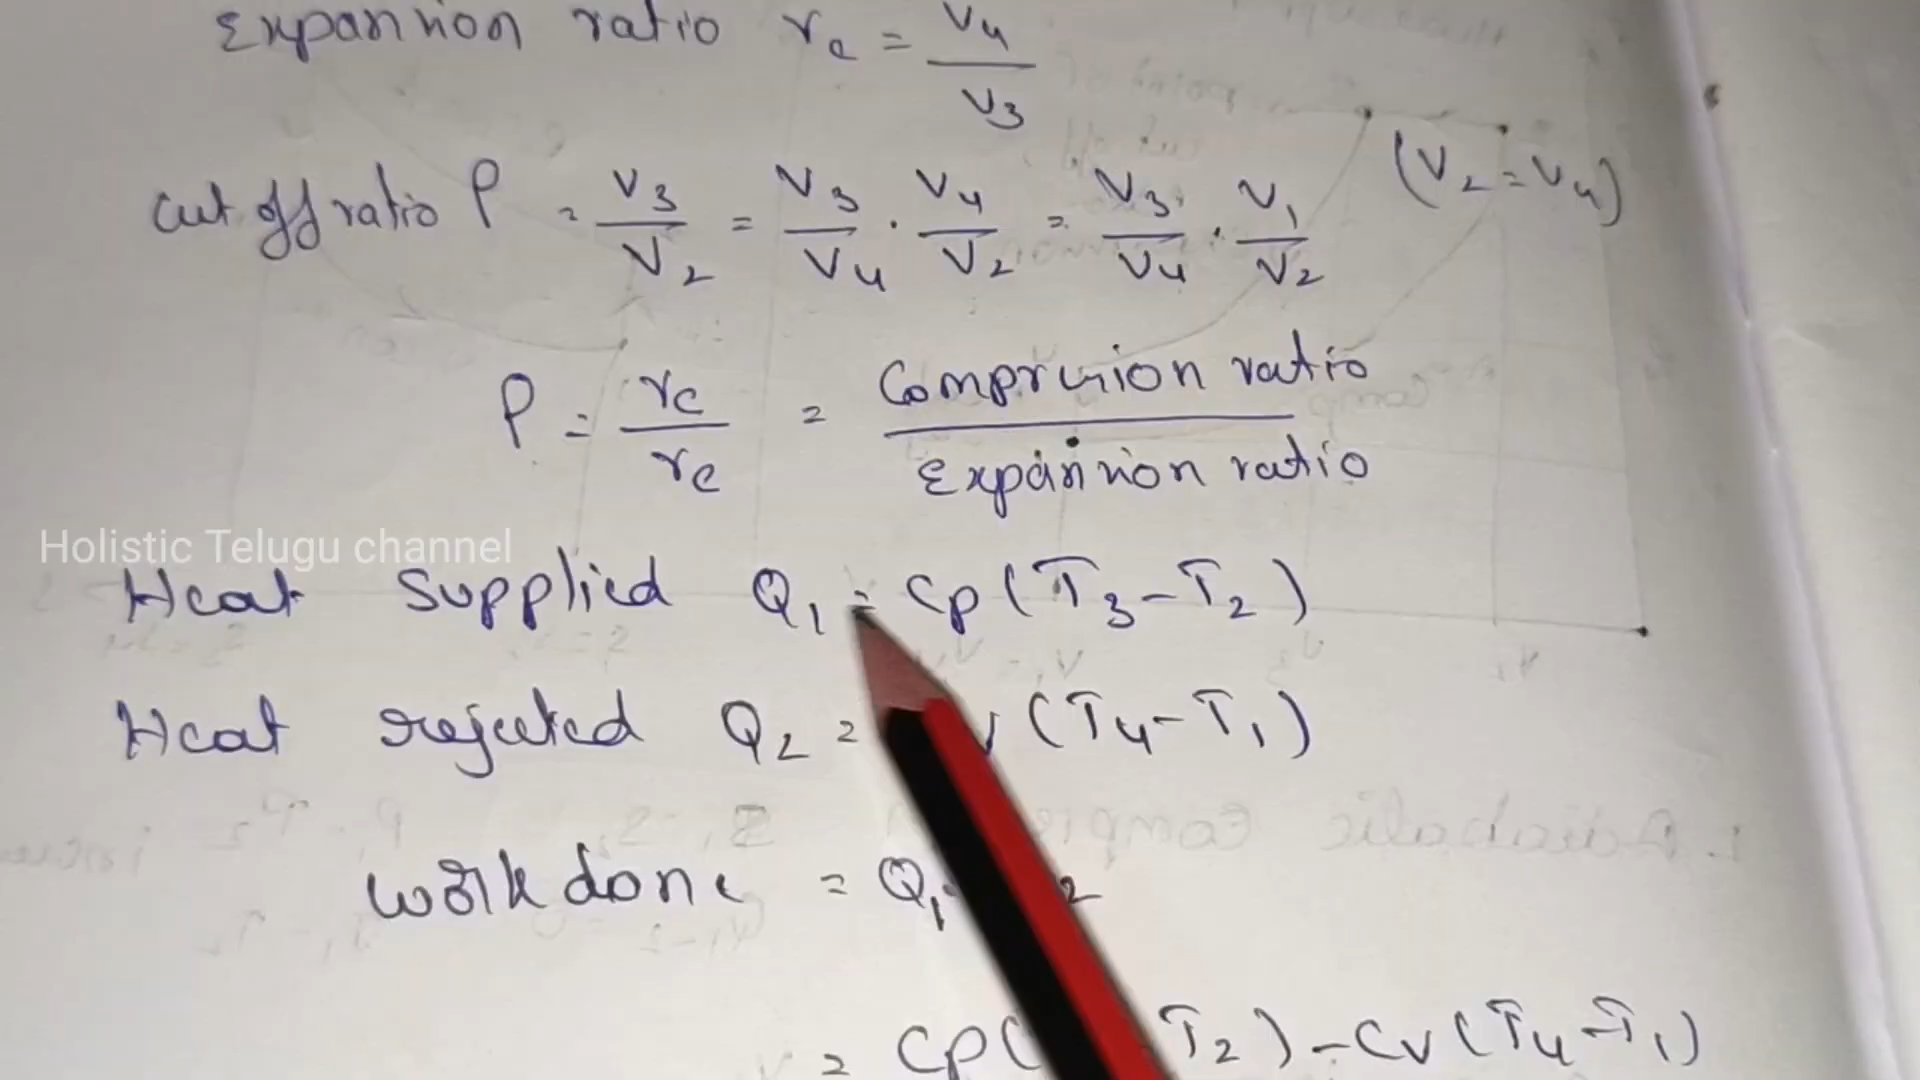 Expansion ratio re = V4/V3
Cut off ratio ρ = V3/V2 = V3/V4 · V4/V2 = V3/V4 · V1/V2 (V2 = V4)
ρ = rc/re = Compression ratio/Expansion ratio
Holistic Telugu channel
Heat Supplied Q1 = Cp(T3-T2)
Heat rejected Q2 = v(T4-T1)
Work done = Q1 2
= Cp( T2) - Cv(T4-T1)